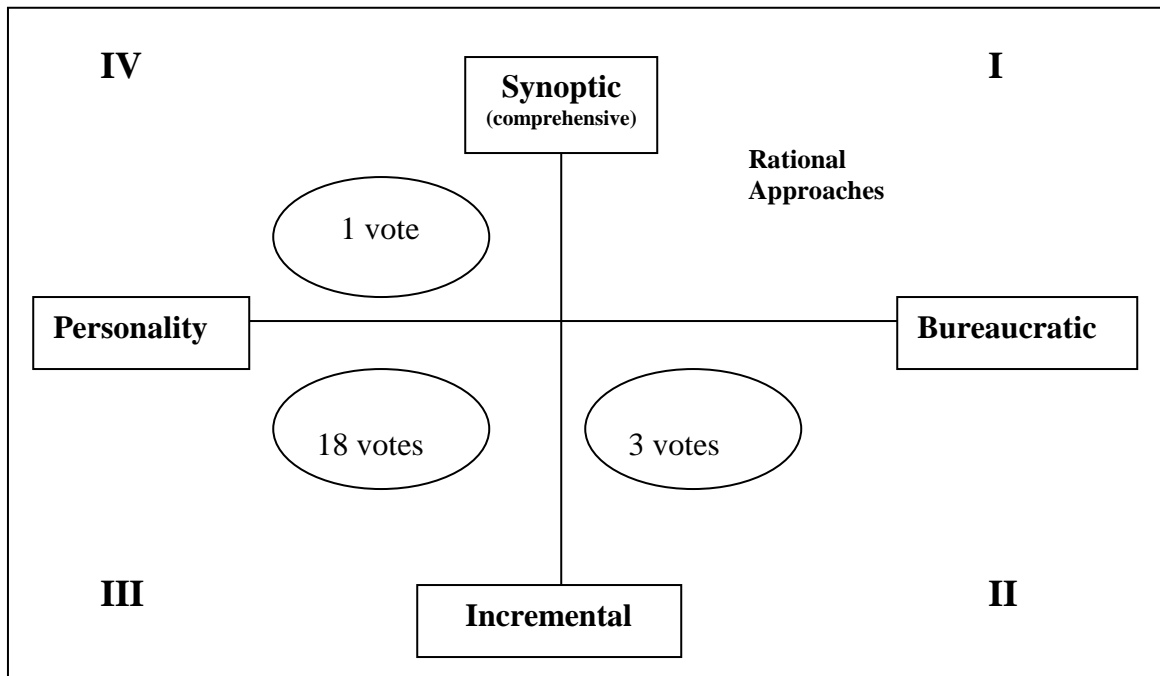 IV
I
Synoptic
(comprehensive)
Rational
Approaches
1 vote
Personality
Bureaucratic
18 votes
3 votes
III
II
Incremental